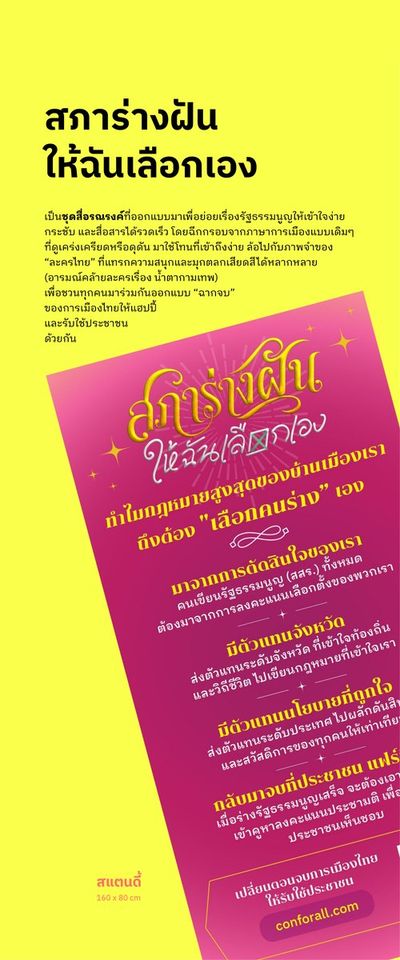 สภาร่างฝัน
ให้ฉันเลือกเอง
เป็นชุดสื่อรณรงค์ที่ออกแบบมาเพื่อย่อยเรื่องรัฐธรรมนูญให้เข้าใจง่าย
กระชับ และสื่อสารได้รวดเร็ว โดยฉีกกรอบจากภาษาการเมืองแบบเดิมๆ
ที่ดูเคร่งเครียดหรือดุดัน มาใช้โทนที่เข้าถึงง่าย ล้อไปกับภาพจำของ
“ละครไทย” ที่แทรกความสนุกและมุกตลกเสียดสีได้หลากหลาย
(อารมณ์คล้ายละครเรื่อง น้ำตากามเทพ)
เพื่อชวนทุกคนมาร่วมกันออกแบบ “ฉากจบ”
ของการเมืองไทยให้แฮปปี้
และรับใช้ประชาชน
ด้วยกัน
สภาร่างฝัน
ให้ฉันเลือกเอง
ทำไมกฎหมายสูงสุดของบ้านเมืองเรา
ถึงต้อง "เลือกคนร่าง” เอง
มาจากการตัดสินใจของเรา
คนเขียนรัฐธรรมนูญ (สสร.) ทั้งหมด
ต้องมาจากการลงคะแนนเลือกตั้งของพวกเรา
มีตัวแทนจังหวัด
ส่งตัวแทนระดับจังหวัด ที่เข้าใจท้องถิ่น
และวิถีชีวิต ไปเขียนกฎหมายที่เข้าใจเรา
มีตัวแทนนโยบายที่ถูกใจ
ส่งตัวแทนระดับประเทศ ไปผลักดันสิ
และสวัสดิการของทุกคนให้เท่าเทีย
กลับมาจบที่ประชาชน แฟร์
เมื่อร่างรัฐธรรมนูญเสร็จ จะต้องเอา
เข้าคูหาลงคะแนนประชามติ เพื่อ
ประชาชนเห็นชอบ
เปลี่ยนตอนจบการเมืองไทย
ให้รับใช้ประชาชน
conforall.com
สแตนดี้
160 x 80 cm